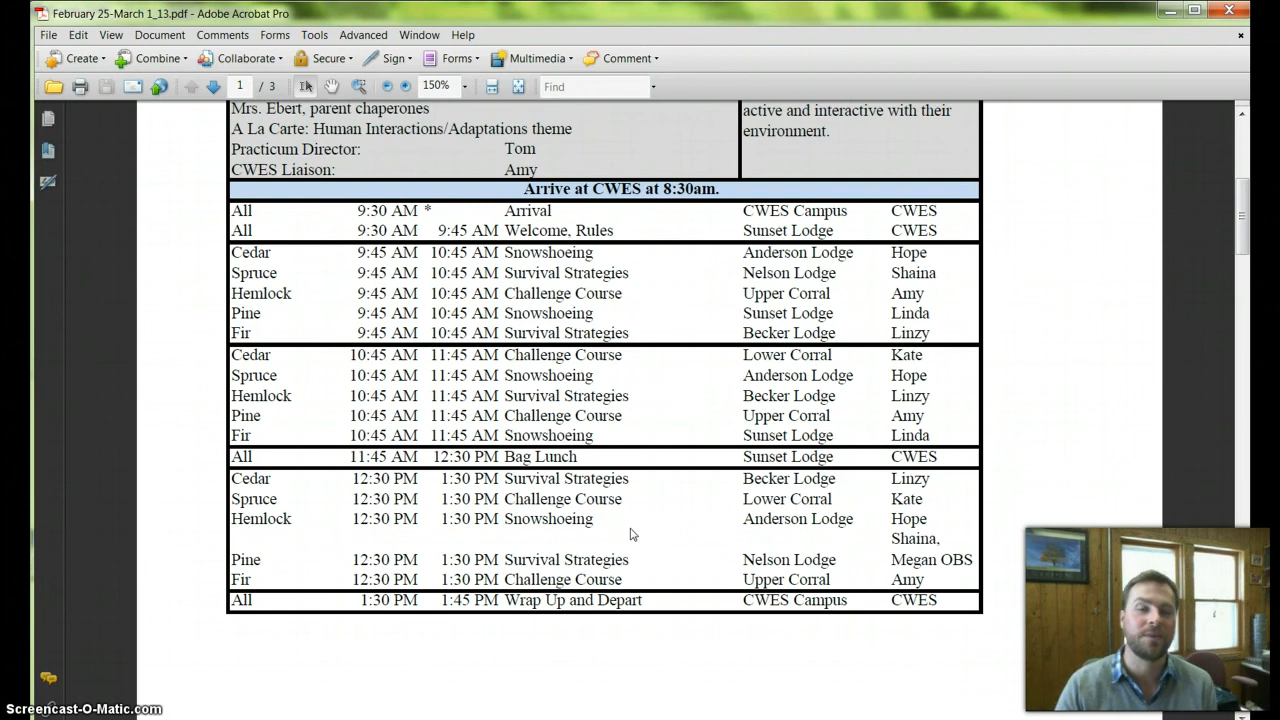 February 25-March 1_13.pdf - Adobe Acrobat Pro
File Edit View Document Comments Forms Tools Advanced Window Help
Create Combine Collaborate Secure Sign Forms Multimedia Comment
1 / 3 150% Find
Mrs. Ebert, parent chaperones
A La Carte: Human Interactions/Adaptations theme
Practicum Director: Tom
CWES Liaison: Amy
active and interactive with their
environment.
Arrive at CWES at 8:30am.
All 9:30 AM * Arrival CWES Campus CWES
All 9:30 AM 9:45 AM Welcome, Rules Sunset Lodge CWES
Cedar 9:45 AM 10:45 AM Snowshoeing Anderson Lodge Hope
Spruce 9:45 AM 10:45 AM Survival Strategies Nelson Lodge Shaina
Hemlock 9:45 AM 10:45 AM Challenge Course Upper Corral Amy
Pine 9:45 AM 10:45 AM Snowshoeing Sunset Lodge Linda
Fir 9:45 AM 10:45 AM Survival Strategies Becker Lodge Linzy
Cedar 10:45 AM 11:45 AM Challenge Course Lower Corral Kate
Spruce 10:45 AM 11:45 AM Snowshoeing Anderson Lodge Hope
Hemlock 10:45 AM 11:45 AM Survival Strategies Becker Lodge Linzy
Pine 10:45 AM 11:45 AM Challenge Course Upper Corral Amy
Fir 10:45 AM 11:45 AM Snowshoeing Sunset Lodge Linda
All 11:45 AM 12:30 PM Bag Lunch Sunset Lodge CWES
Cedar 12:30 PM 1:30 PM Survival Strategies Becker Lodge Linzy
Spruce 12:30 PM 1:30 PM Challenge Course Lower Corral Kate
Hemlock 12:30 PM 1:30 PM Snowshoeing Anderson Lodge Hope
Shaina,
Pine 12:30 PM 1:30 PM Survival Strategies Nelson Lodge Megan OBS
Fir 12:30 PM 1:30 PM Challenge Course Upper Corral Amy
All 1:30 PM 1:45 PM Wrap Up and Depart CWES Campus CWES
Screencast-O-Matic.com